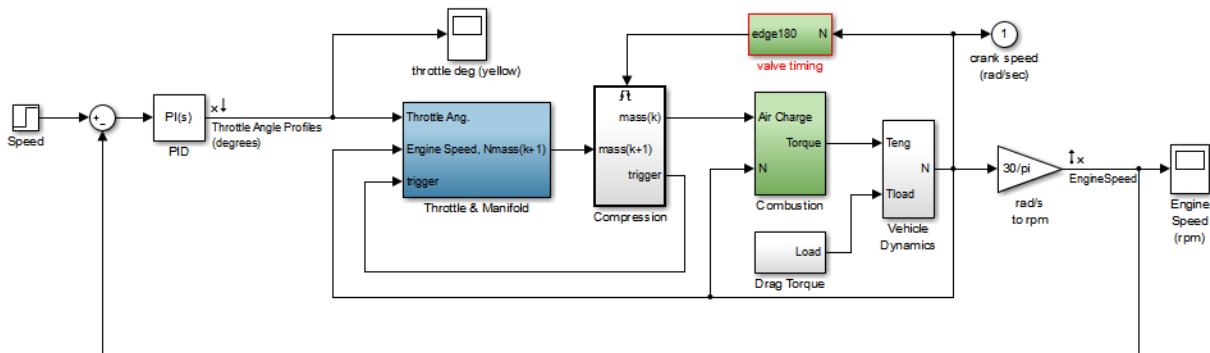 edge180 N
valve timing
1
crank speed
(rad/sec)
throttle deg (yellow)
Speed
+
-
PI(s)
PID
Throttle Angle Profiles
(degrees)
Throttle Ang.
Engine Speed, N
mass(k+1)
trigger
Throttle & Manifold
mass(k)
mass(k+1)
trigger
Compression
Air Charge
Torque
N
Combustion
Load
Drag Torque
Teng
N
Tload
Vehicle
Dynamics
30/pi
rad/s
to rpm
EngineSpeed
Engine
Speed
(rpm)